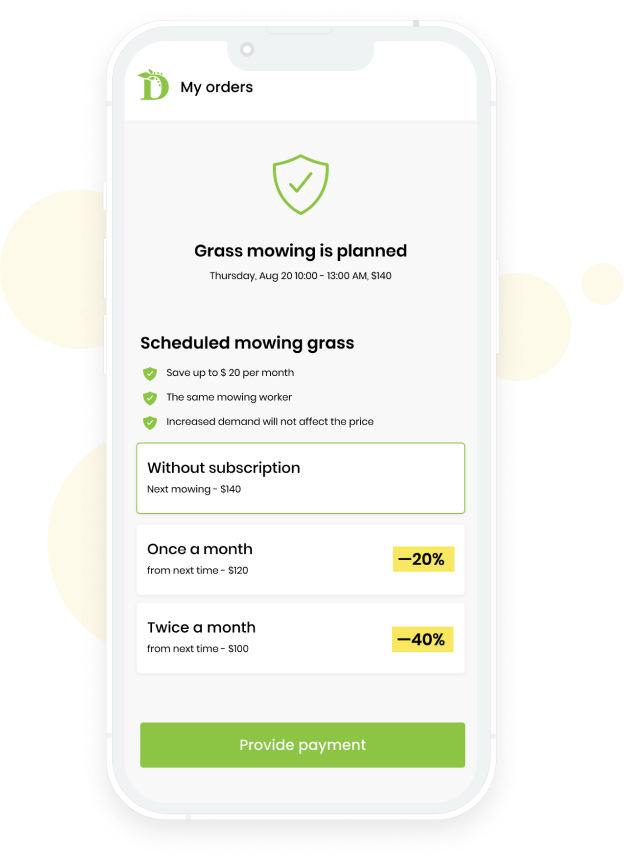 D My orders
Grass mowing is planned
Thursday, Aug 20 10:00 - 13:00 AM, $140
Scheduled mowing grass
Save up to $ 20 per month
The same mowing worker
Increased demand will not affect the price
Without subscription
Next mowing - $140
Once a month
from next time - $120
—20%
Twice a month
from next time - $100
—40%
Provide payment